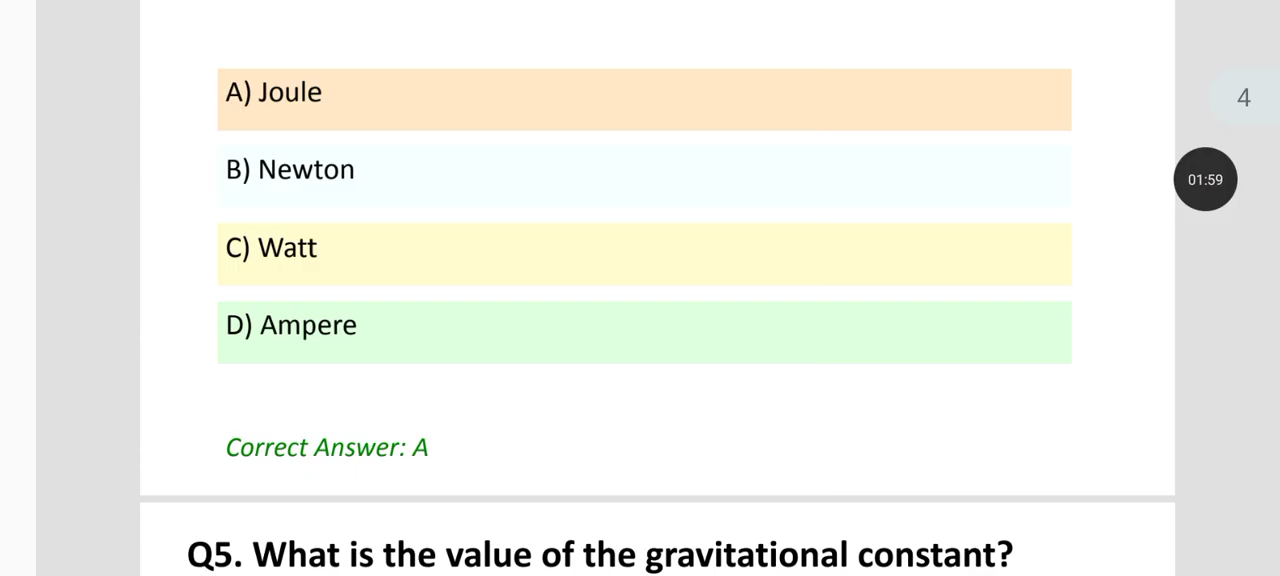 A) Joule
4
B) Newton
01:59
C) Watt
D) Ampere
Correct Answer: A
Q5. What is the value of the gravitational constant?